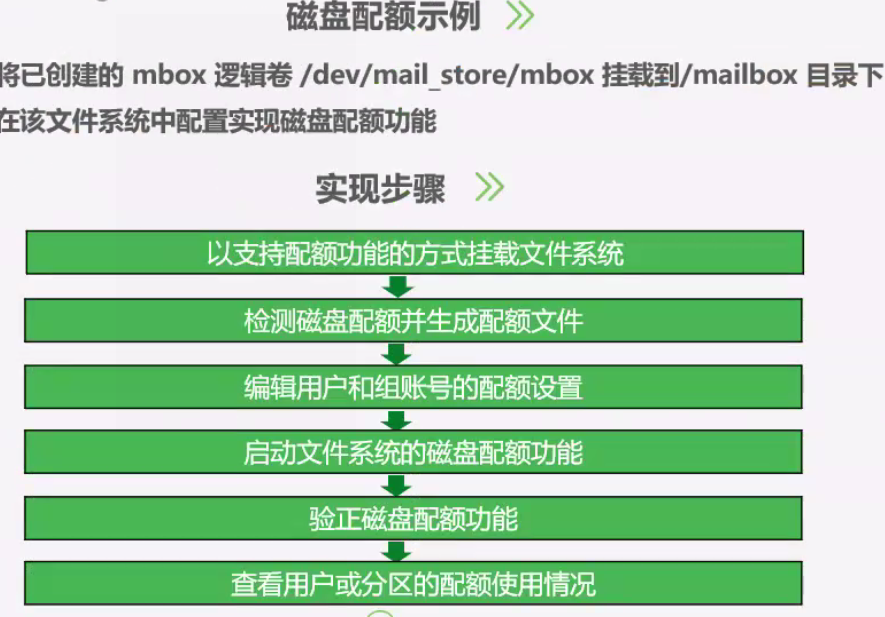 磁盘配额示例
将已创建的 mbox 逻辑卷 /dev/mail_store/mbox 挂载到/mailbox 目录下
在该文件系统中配置实现磁盘配额功能
实现步骤
以支持配额功能的方式挂载文件系统
检测磁盘配额并生成配额文件
编辑用户和组账号的配额设置
启动文件系统的磁盘配额功能
验正磁盘配额功能
查看用户或分区的配额使用情况